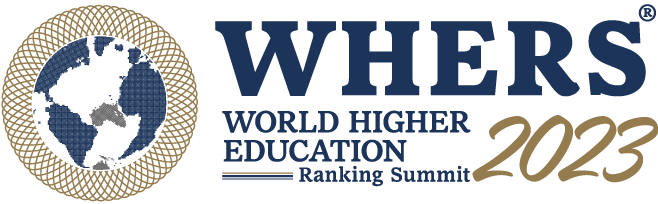 WHERS®
WORLD HIGHER
EDUCATION
Ranking Summit
2023